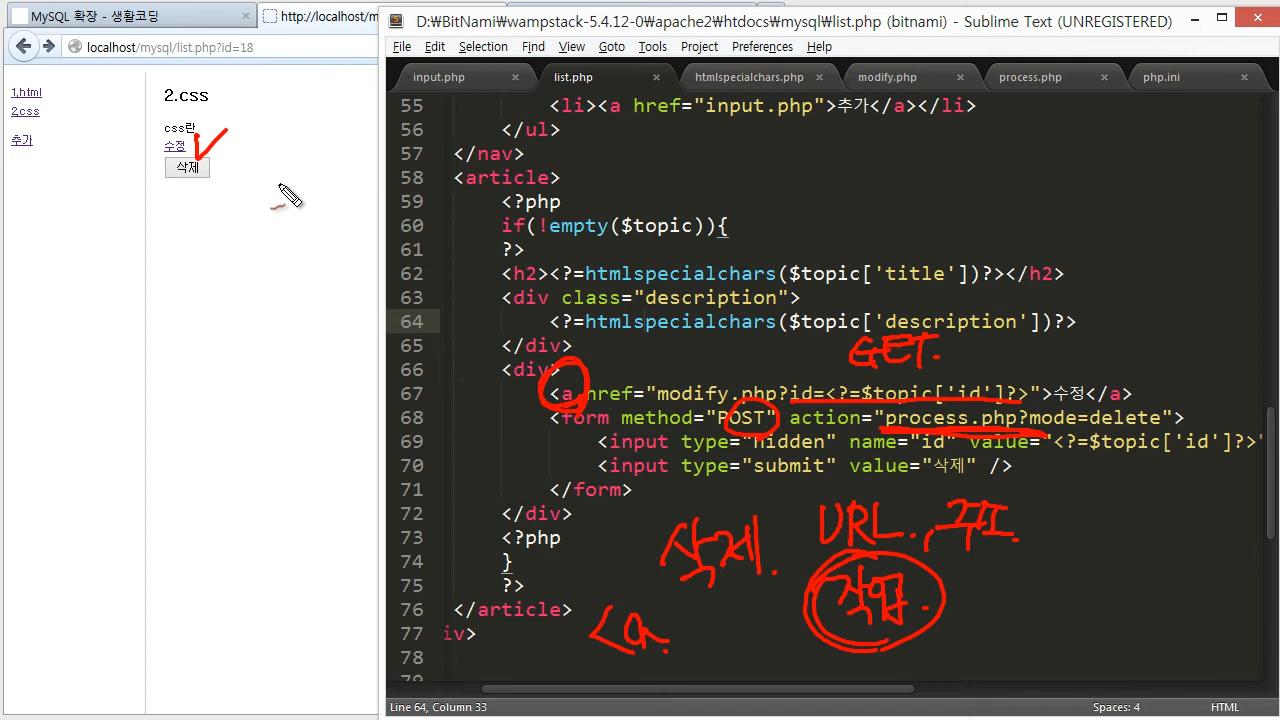 MySQL 확장 - 생활코딩
http://localhost/m
localhost/mysql/list.php?id=18
1,html
2,css
추가
2.css
css란
수정
삭제
D:₩BitNami₩wampstack-5.4.12-0₩apache2₩htdocs₩mysql₩list.php (bitnami) - Sublime Text (UNREGISTERED)
File Edit Selection Find View Goto Tools Project Preferences Help
input.php list.php htmlspecialchars.php modify.php process.php php.ini
55 <li><a href="input.php">추가</a></li>
56 </ul>
57 </nav>
58 <article>
59 <?php
60 if(!empty($topic)){
61 ?>
62 <h2><?=htmlspecialchars($topic['title'])?></h2>
63 <div class="description">
64 <?=htmlspecialchars($topic['description'])?>
65 </div>
GET.
66 <div>
67 <a href="modify.php?id=<?=$topic['id']?>">수정</a>
68 <form method="POST" action="process.php?mode=delete">
69 <input type="hidden" name="id" value="<?=$topic['id']?>"
70 <input type="submit" value="삭제" />
71 </form>
72 </div>
73 <?php
74 }
75 ?>
76 </article>
77 iv>
78
79
URL.
삭제.
작업.
<a.
Line 64, Column 33
Spaces: 4
HTML